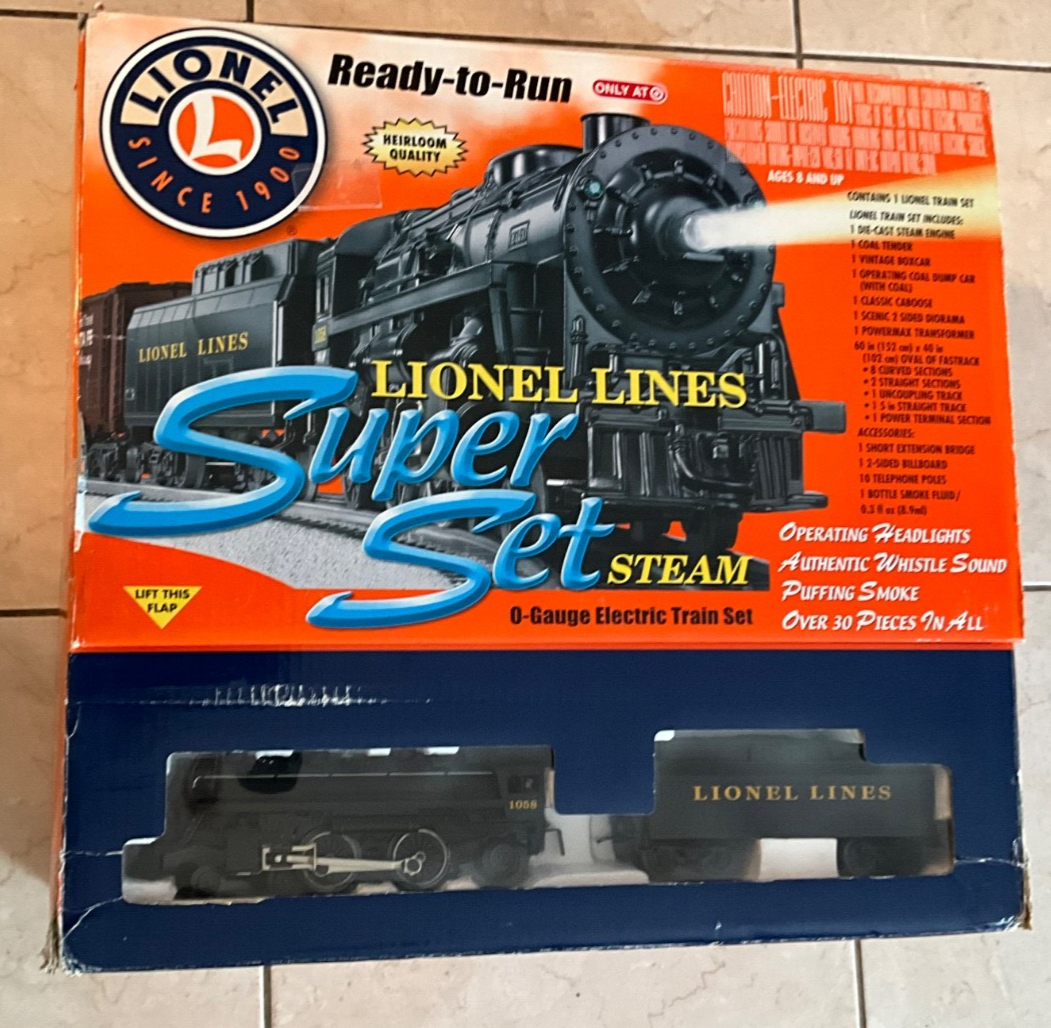 LIONEL
L
SINCE 1900
®
Ready-to-Run
ONLY AT
HEIRLOOM
QUALITY
CAUTION-ELECTRIC TOY
AGES 8 AND UP
CONTAINS 1 LIONEL TRAIN SET
LIONEL TRAIN SET INCLUDES:
1 DIE-CAST STEAM ENGINE
1 COAL TENDER
1 VINTAGE BOXCAR
1 OPERATING COAL DUMP CAR
(WITH COAL)
1 CLASSIC CABOOSE
1 SCENIC 2 SIDED DIORAMA
1 POWERMAX TRANSFORMER
60 in (152 cm) x 40 in
(102 cm) OVAL OF FASTRACK
• 8 CURVED SECTIONS
• 2 STRAIGHT SECTIONS
• 1 UNCOUPLING TRACK
• 1 5 in STRAIGHT TRACK
• 1 POWER TERMINAL SECTION
ACCESSORIES:
1 SHORT EXTENSION BRIDGE
1 2-SIDED BILLBOARD
10 TELEPHONE POLES
1 BOTTLE SMOKE FLUID/
0.3 fl oz (8.9ml)
LIONEL LINES
LIONEL LINES
Super
Set
STEAM
O-Gauge Electric Train Set
OPERATING HEADLIGHTS
AUTHENTIC WHISTLE SOUND
PUFFING SMOKE
OVER 30 PIECES IN ALL
LIFT THIS
FLAP
1058
LIONEL LINES